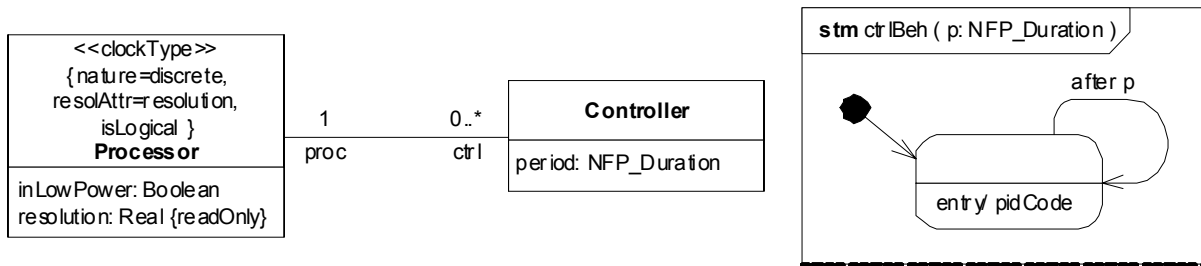 <<clockType>>
{ nature=discrete,
resolAttr=resolution,
isLogical }
Processor
inLowPower: Boolean
resolution: Real {readOnly}
1
proc
0..*
ctrl
Controller
period: NFP_Duration
stm ctrlBeh ( p: NFP_Duration )
after p
entry/ pidCode